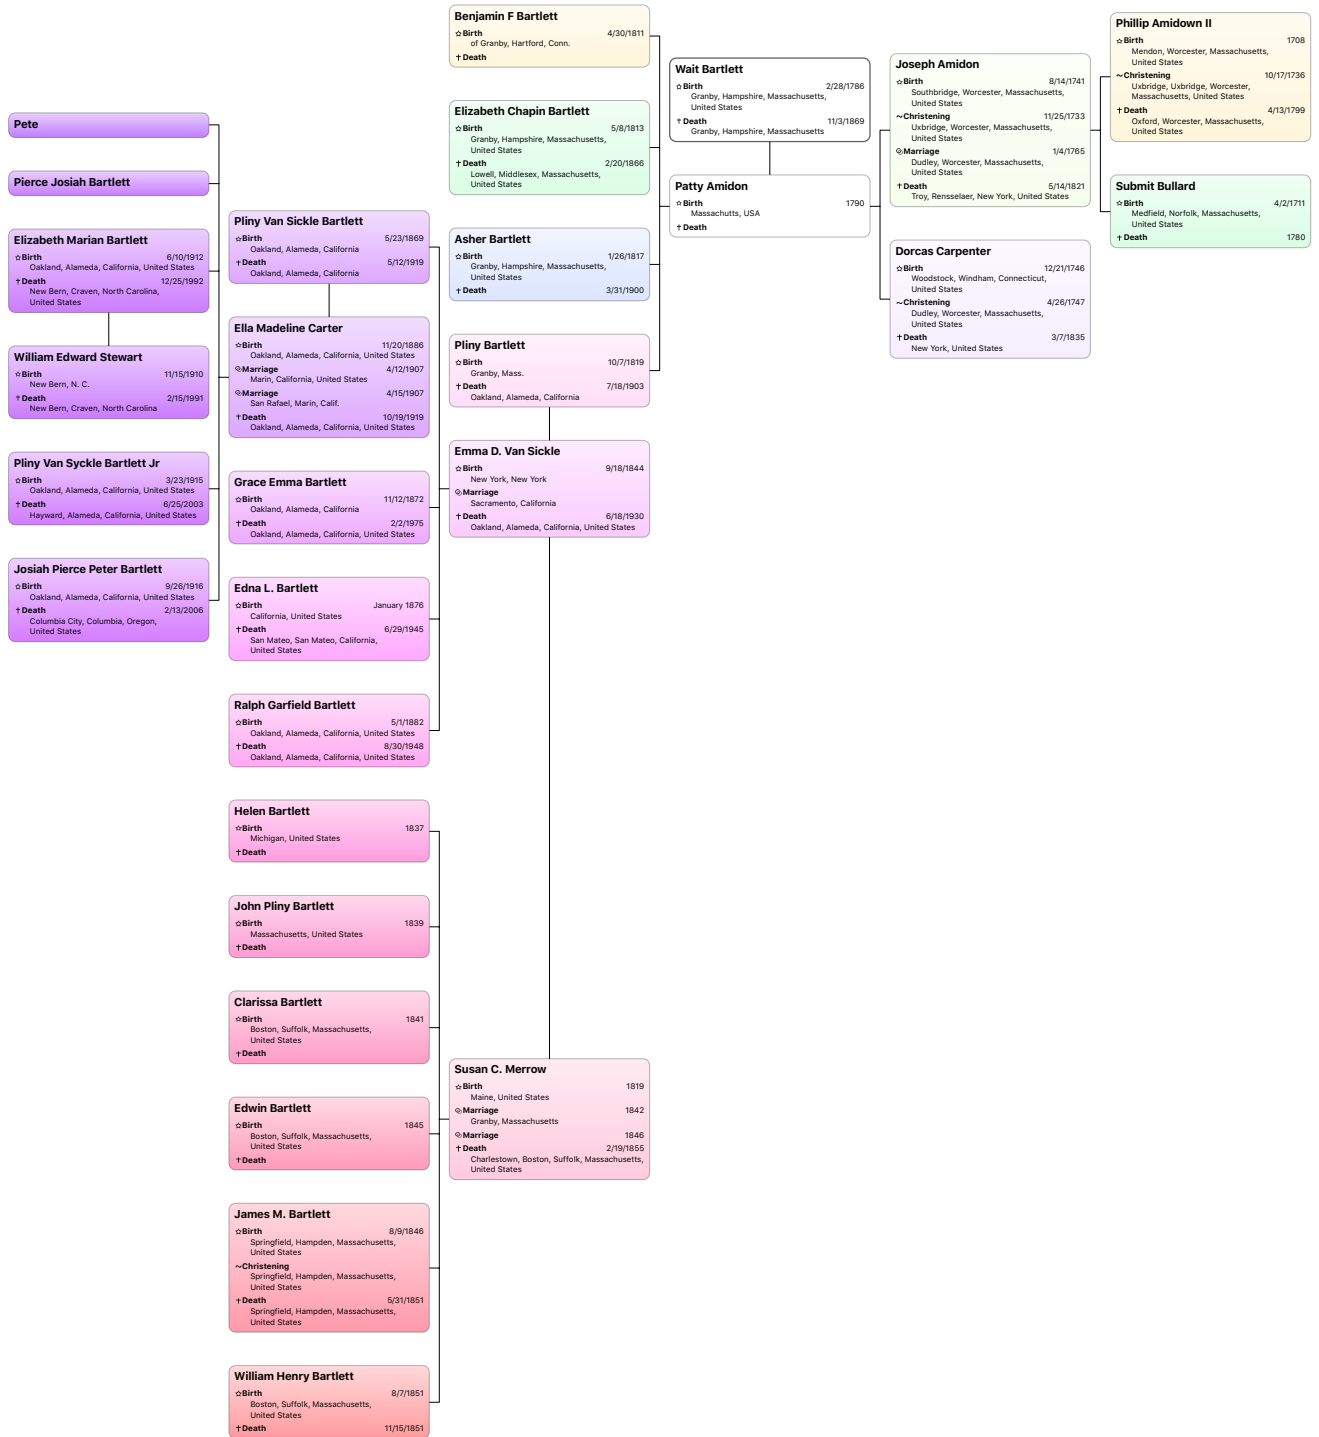 Pete
Pierce Josiah Bartlett
Elizabeth Marian Bartlett
☆Birth 6/10/1912
Oakland, Alameda, California, United States
†Death 12/25/1992
New Bern, Craven, North Carolina,
United States
William Edward Stewart
☆Birth 11/15/1910
New Bern, N. C.
†Death 2/15/1991
New Bern, Craven, North Carolina
Pliny Van Syckle Bartlett Jr
☆Birth 3/23/1915
Oakland, Alameda, California, United States
†Death 6/25/2003
Hayward, Alameda, California, United States
Josiah Pierce Peter Bartlett
☆Birth 9/26/1916
Oakland, Alameda, California, United States
†Death 2/13/2006
Columbia City, Columbia, Oregon,
United States
Pliny Van Sickle Bartlett
☆Birth 5/23/1869
Oakland, Alameda, California
†Death 5/12/1919
Oakland, Alameda, California
Ella Madeline Carter
☆Birth 11/20/1886
Oakland, Alameda, California, United States
⚭Marriage 4/12/1907
Marin, California, United States
⚭Marriage 4/15/1907
San Rafael, Marin, Calif.
†Death 10/19/1919
Oakland, Alameda, California, United States
Grace Emma Bartlett
☆Birth 11/12/1872
Oakland, Alameda, California
†Death 2/2/1975
Oakland, Alameda, California, United States
Edna L. Bartlett
☆Birth January 1876
California, United States
†Death 6/29/1945
San Mateo, San Mateo, California,
United States
Ralph Garfield Bartlett
☆Birth 5/1/1882
Oakland, Alameda, California, United States
†Death 8/30/1948
Oakland, Alameda, California, United States
Helen Bartlett
☆Birth 1837
Michigan, United States
†Death
John Pliny Bartlett
☆Birth 1839
Massachusetts, United States
†Death
Clarissa Bartlett
☆Birth 1841
Boston, Suffolk, Massachusetts,
United States
†Death
Edwin Bartlett
☆Birth 1845
Boston, Suffolk, Massachusetts,
United States
†Death
James M. Bartlett
☆Birth 8/9/1846
Springfield, Hampden, Massachusetts,
United States
~Christening
Springfield, Hampden, Massachusetts,
United States
†Death 5/31/1851
Springfield, Hampden, Massachusetts,
United States
William Henry Bartlett
☆Birth 8/7/1851
Boston, Suffolk, Massachusetts,
United States
†Death 11/15/1851
Benjamin F Bartlett
☆Birth 4/30/1811
of Granby, Hartford, Conn.
†Death
Elizabeth Chapin Bartlett
☆Birth 5/8/1813
Granby, Hampshire, Massachusetts,
United States
†Death 2/20/1866
Lowell, Middlesex, Massachusetts,
United States
Asher Bartlett
☆Birth 1/26/1817
Granby, Hampshire, Massachusetts,
United States
†Death 3/31/1900
Pliny Bartlett
☆Birth 10/7/1819
Granby, Mass.
†Death 7/18/1903
Oakland, Alameda, California
Emma D. Van Sickle
☆Birth 9/18/1844
New York, New York
⚭Marriage
Sacramento, California
†Death 6/18/1930
Oakland, Alameda, California, United States
Susan C. Merrow
☆Birth 1819
Maine, United States
⚭Marriage 1842
Granby, Massachusetts
⚭Marriage 1846
†Death 2/19/1855
Charlestown, Boston, Suffolk, Massachusetts,
United States
Wait Bartlett
☆Birth 2/28/1786
Granby, Hampshire, Massachusetts,
United States
†Death 11/3/1869
Granby, Hampshire, Massachusetts
Patty Amidon
☆Birth 1790
Massachutts, USA
†Death
Joseph Amidon
☆Birth 8/14/1741
Southbridge, Worcester, Massachusetts,
United States
~Christening 11/25/1733
Uxbridge, Worcester, Massachusetts,
United States
⚭Marriage 1/4/1765
Dudley, Worcester, Massachusetts,
United States
†Death 5/14/1821
Troy, Rensselaer, New York, United States
Dorcas Carpenter
☆Birth 12/21/1746
Woodstock, Windham, Connecticut,
United States
~Christening 4/26/1747
Dudley, Worcester, Massachusetts,
United States
†Death 3/7/1835
New York, United States
Phillip Amidown II
☆Birth 1708
Mendon, Worcester, Massachusetts,
United States
~Christening 10/17/1736
Uxbridge, Uxbridge, Worcester,
Massachusetts, United States
†Death 4/13/1799
Oxford, Worcester, Massachusetts,
United States
Submit Bullard
☆Birth 4/2/1711
Medfield, Norfolk, Massachusetts,
United States
†Death 1780